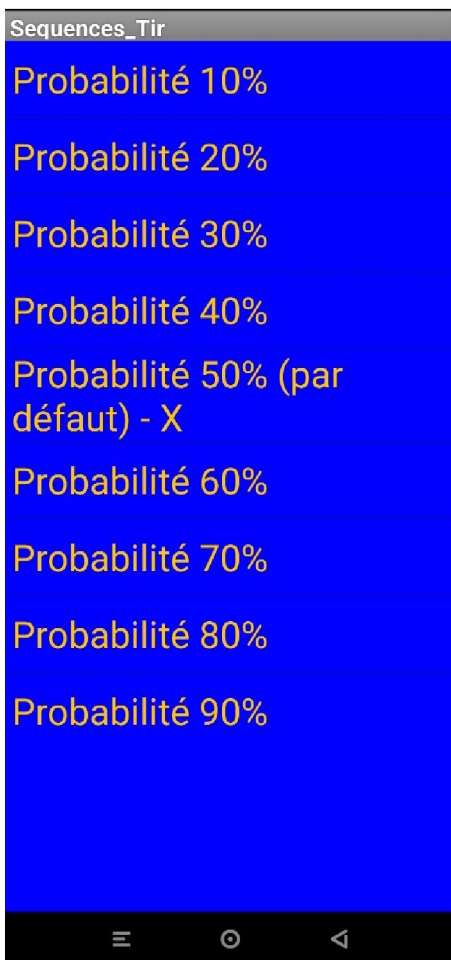 Sequences_Tir
Probabilité 10%
Probabilité 20%
Probabilité 30%
Probabilité 40%
Probabilité 50% (par
défaut) - X
Probabilité 60%
Probabilité 70%
Probabilité 80%
Probabilité 90%